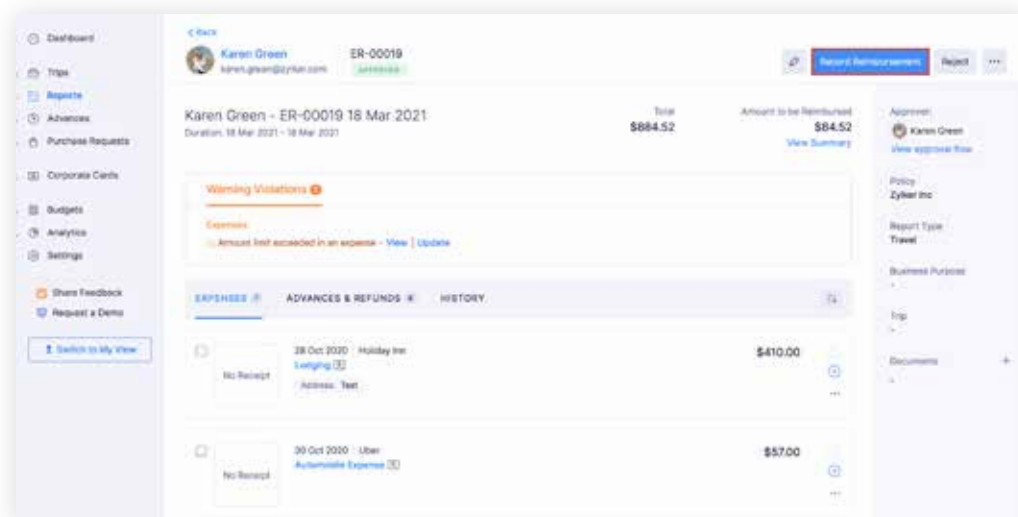 Dashboard
Trips
Reports
Advances
Purchase Requests
Corporate Cards
Budgets
Analytics
Settings
Share Feedback
Request a Demo
Switch to My View
< Back
Karen Green
karen.green@zylker.com
ER-00019
APPROVED
Record Reimbursement
Reject
Karen Green - ER-00019 18 Mar 2021
Duration: 18 Mar 2021 - 18 Mar 2021
Total
$884.52
Amount to be Reimbursed
$84.52
View Summary
Warning Violations
Expenses
Amount limit exceeded in an expense - View | Update
EXPENSES
ADVANCES & REFUNDS
HISTORY
No Receipt
28 Oct 2020 Holiday Inn
Lodging
Address: Test
$410.00
No Receipt
30 Oct 2020 Uber
Automobile Expense
$57.00
Approver
Karen Green
View approval flow
Policy
Zylker Inc
Report Type
Travel
Business Purpose
-
Trip
-
Documents +
-